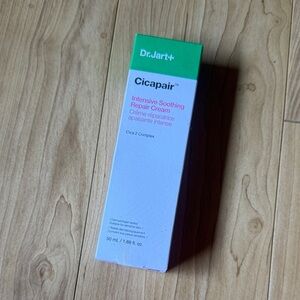 Dr.Jart+
Cicapair™
Intensive Soothing
Repair Cream
Crème réparatrice
apaisante intense
Cica 2 Complex
50 mL / 1.69 fl. oz.